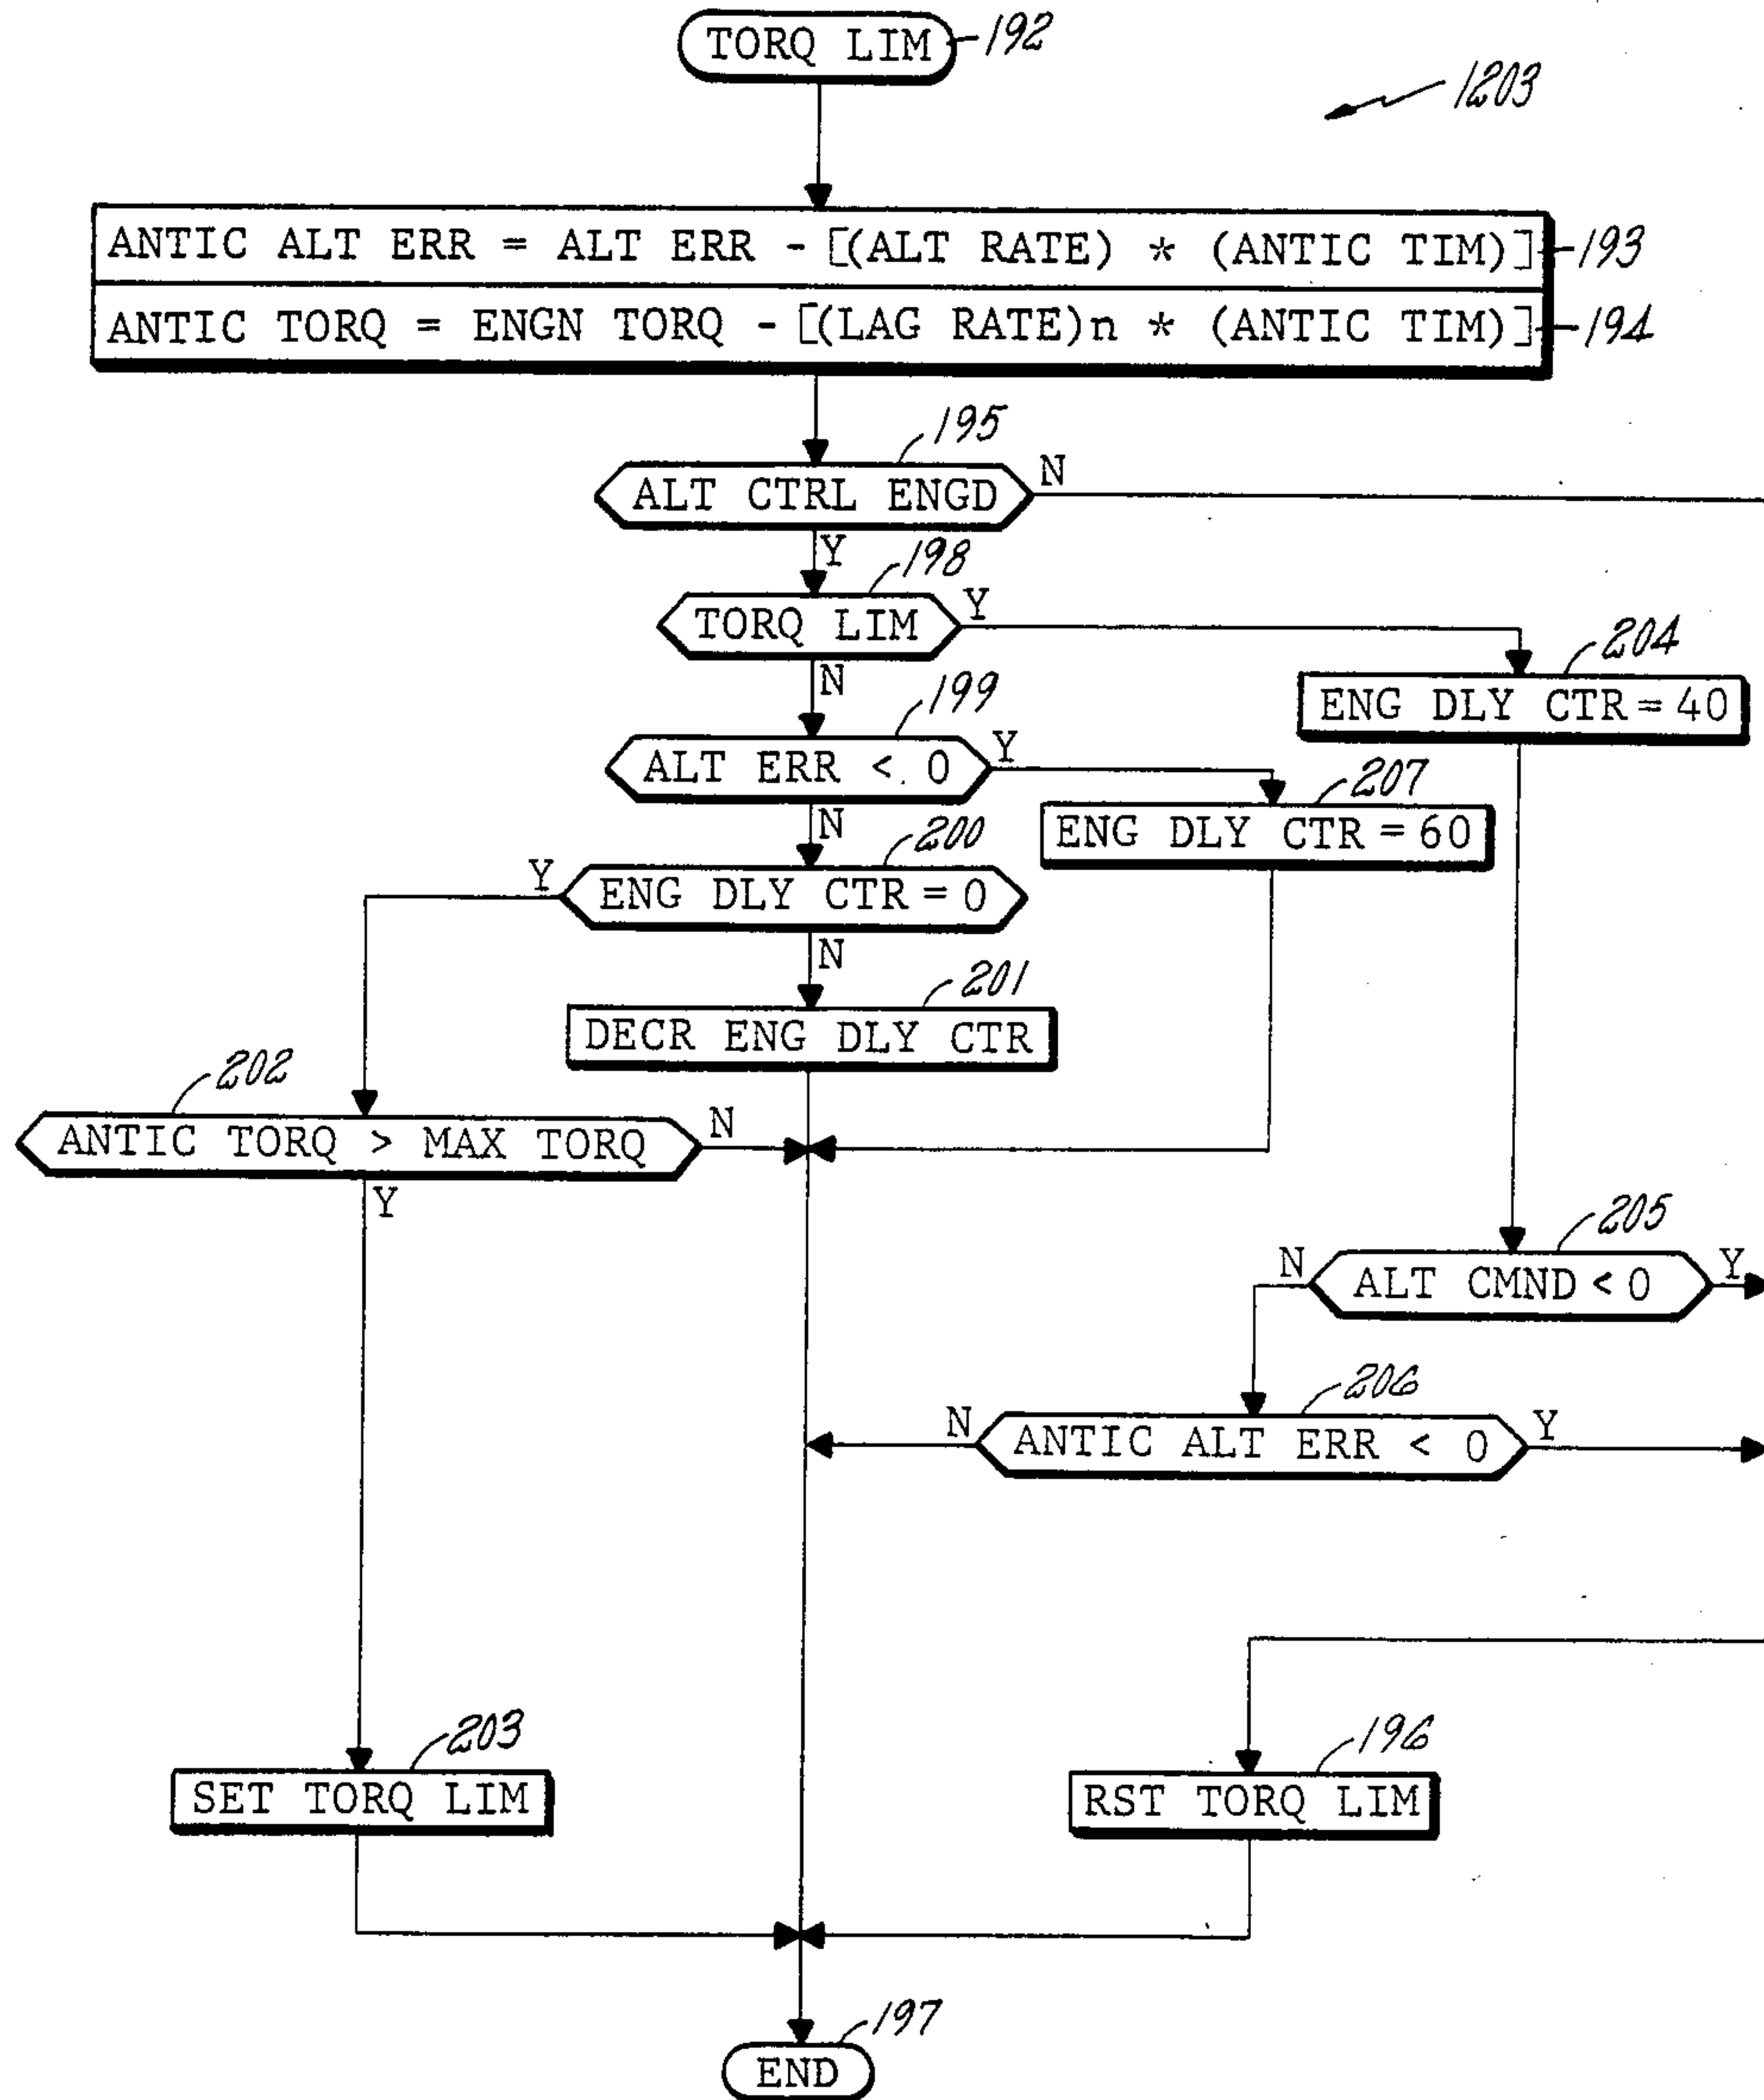 TORQ LIM 192
1203
ANTIC ALT ERR = ALT ERR - [(ALT RATE) * (ANTIC TIM)] 193
ANTIC TORQ = ENGN TORQ - [(LAG RATE)n * (ANTIC TIM)] 194
195
ALT CTRL ENGD N
Y
198
TORQ LIM Y
N
204
ENG DLY CTR = 40
199
ALT ERR < 0 Y
N
207
ENG DLY CTR = 60
200
Y ENG DLY CTR = 0
N
201
DECR ENG DLY CTR
202
ANTIC TORQ > MAX TORQ N
Y
205
N ALT CMND < 0 Y
206
N ANTIC ALT ERR < 0 Y
203
SET TORQ LIM
196
RST TORQ LIM
197
END